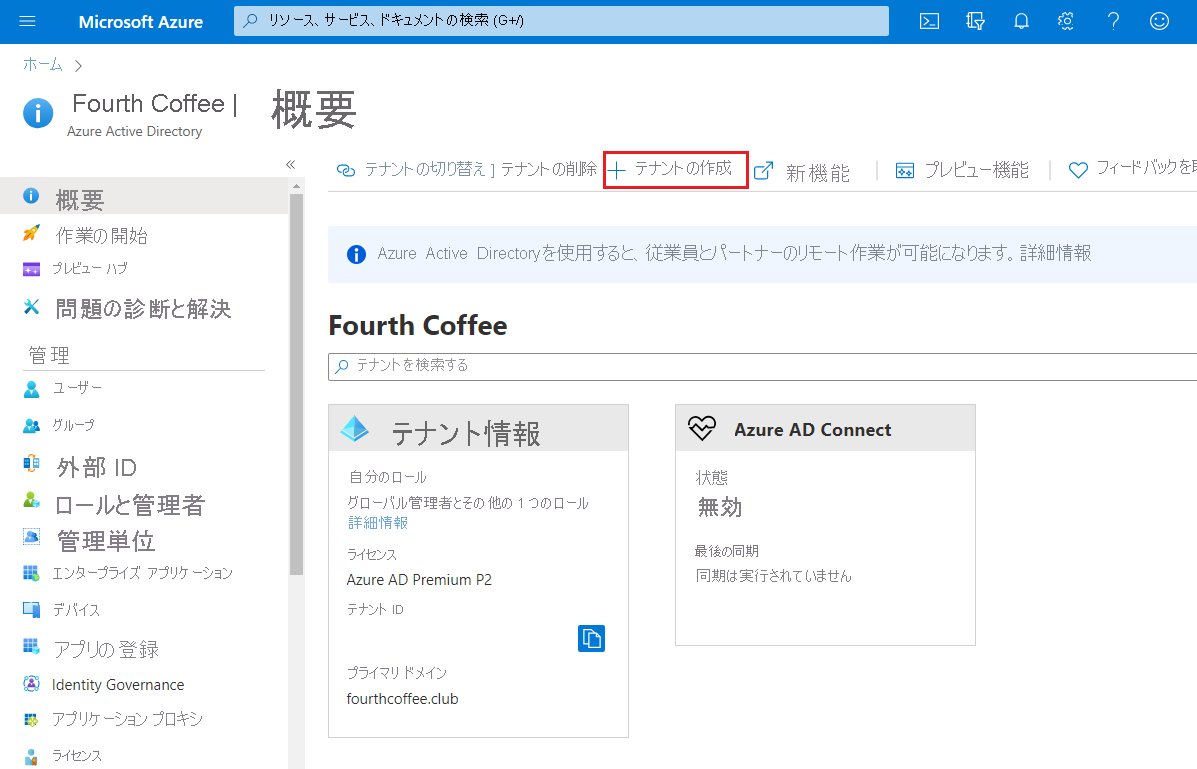 Microsoft Azure
リソース、サービス、ドキュメントの検索 (G+/)
ホーム
Fourth Coffee | 概要
Azure Active Directory
テナントの切り替え ] テナントの削除 テナントの作成 新機能 プレビュー機能 フィードバックを
概要
作業の開始
プレビュー ハブ
問題の診断と解決
管理
ユーザー
グループ
外部 ID
ロールと管理者
管理単位
エンタープライズ アプリケーション
デバイス
アプリの登録
Identity Governance
アプリケーション プロキシ
ライセンス
Azure Active Directoryを使用すると、従業員とパートナーのリモート作業が可能になります。詳細情報
Fourth Coffee
テナントを検索する
テナント情報
自分のロール
グローバル管理者とその他の 1 つのロール
詳細情報
ライセンス
Azure AD Premium P2
テナント ID
プライマリ ドメイン
fourthcoffee.club
Azure AD Connect
状態
無効
最後の同期
同期は実行されていません